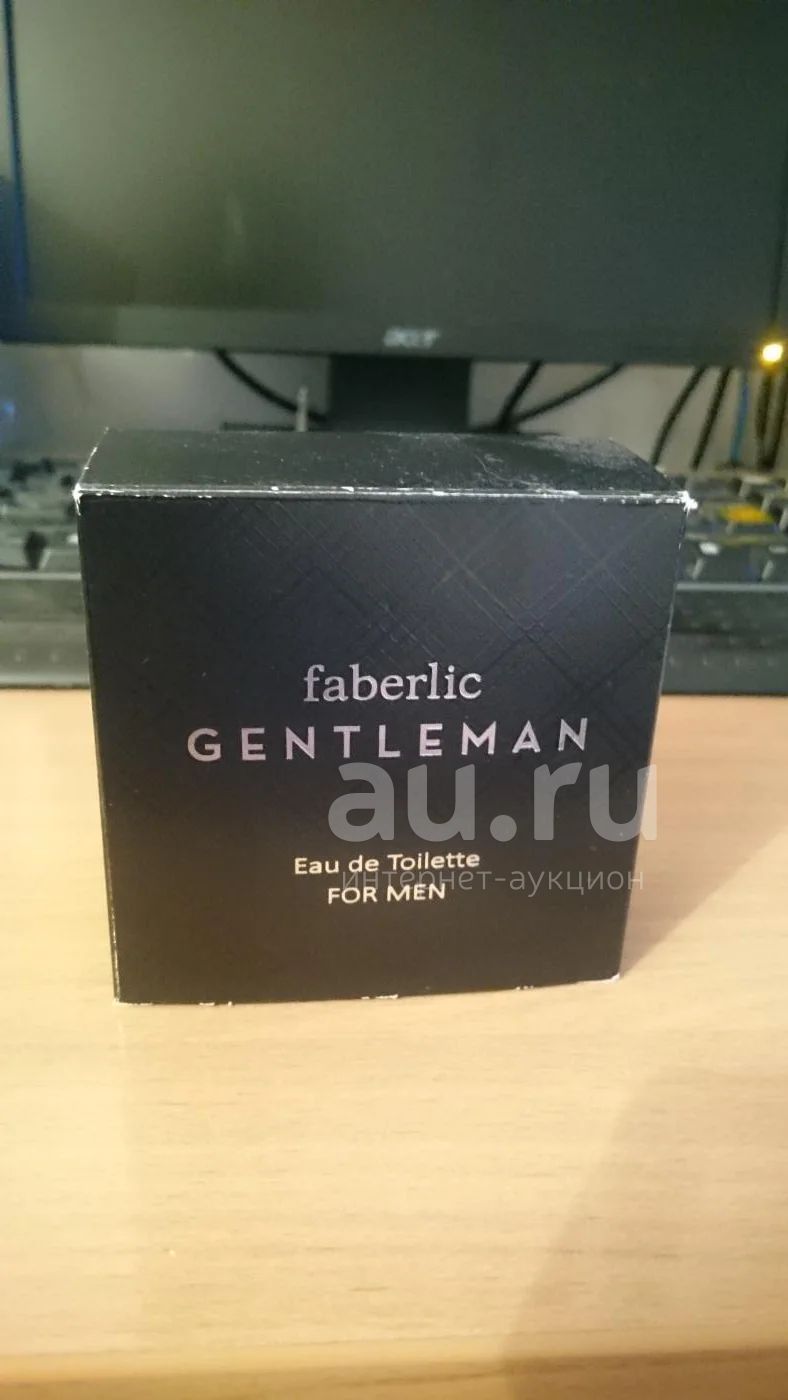 acer
faberlic
GENTLEMAN
au.ru
Eau de Toilette
интернет-аукцион
FOR MEN